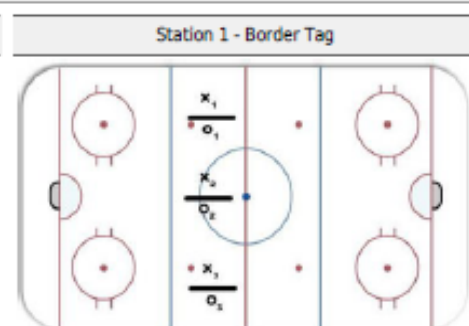 Station 1 - Border Tag
X₁
O₁
X₂
O₂
X₃
O₃